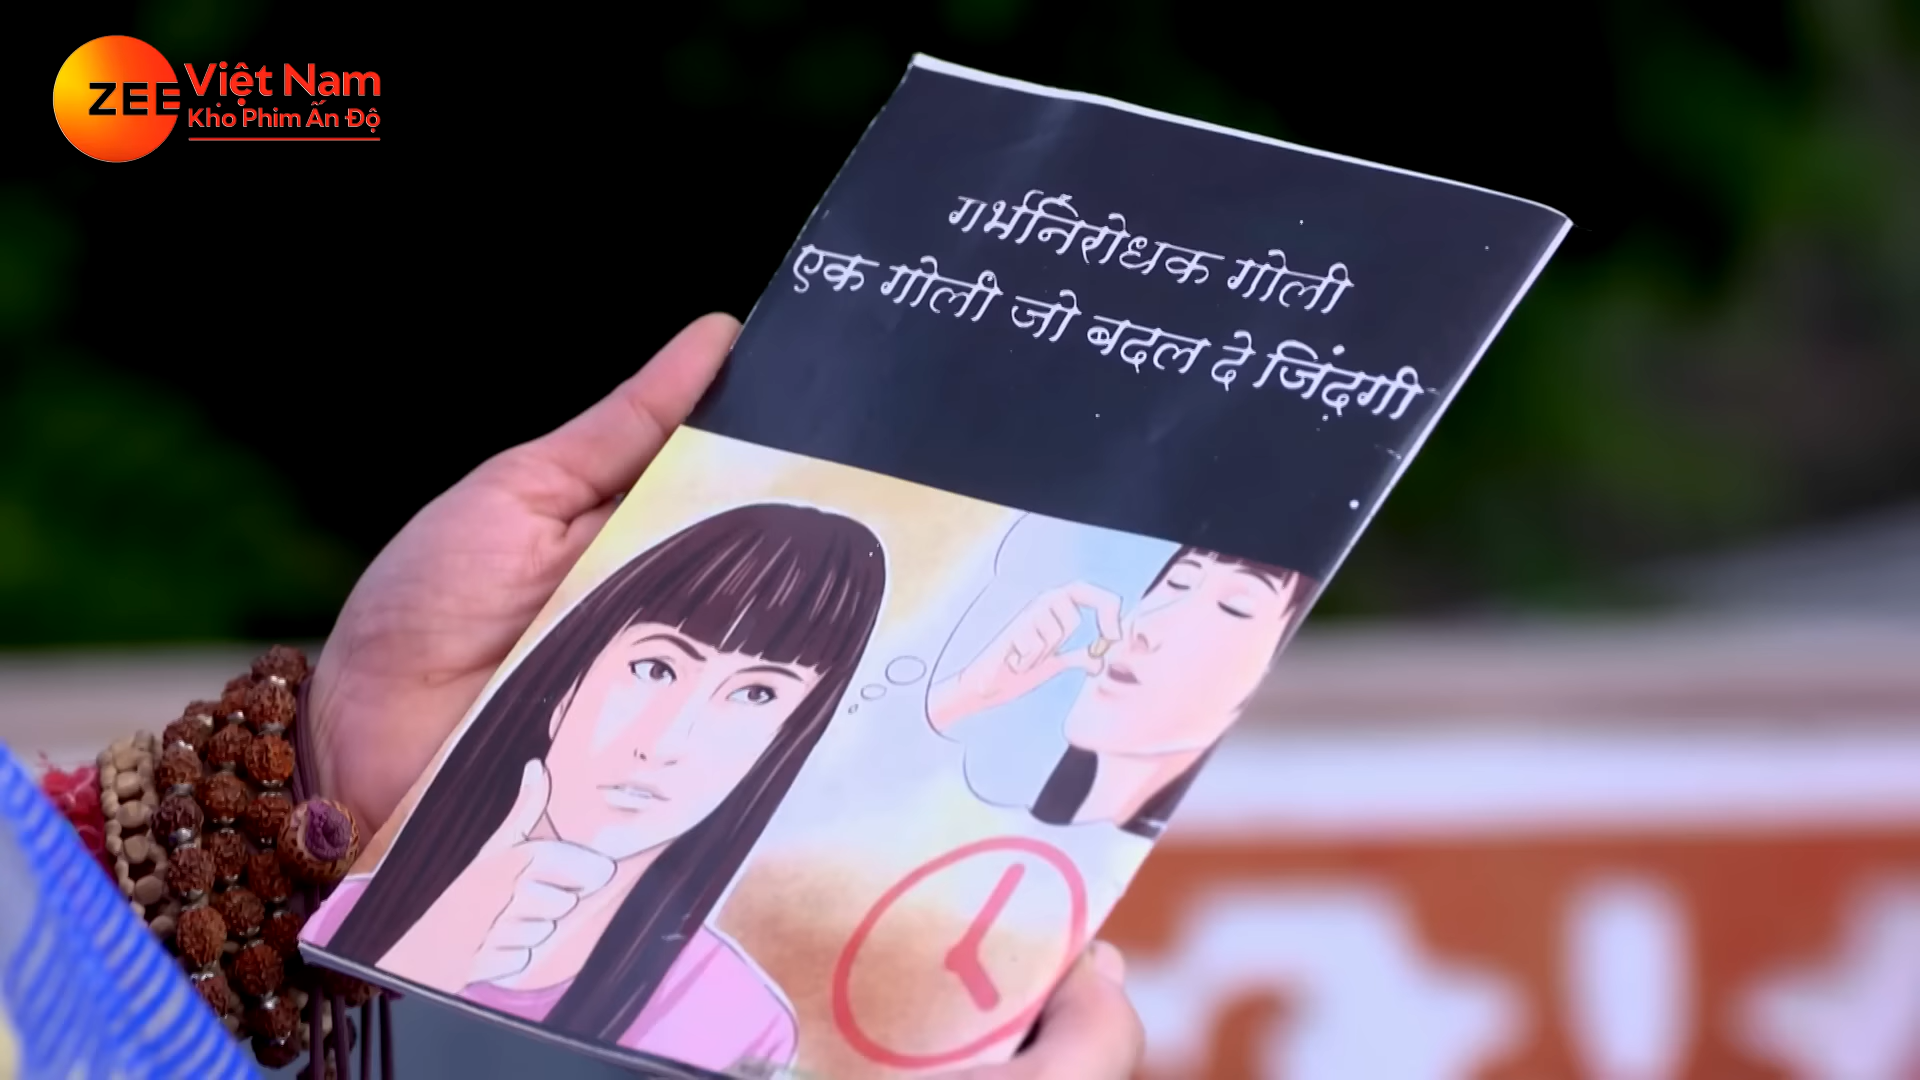 ZEE Việt Nam
Kho Phim Ấn Độ
गर्भनिरोधक गोली
एक गोली जो बदल दे जिंदगी